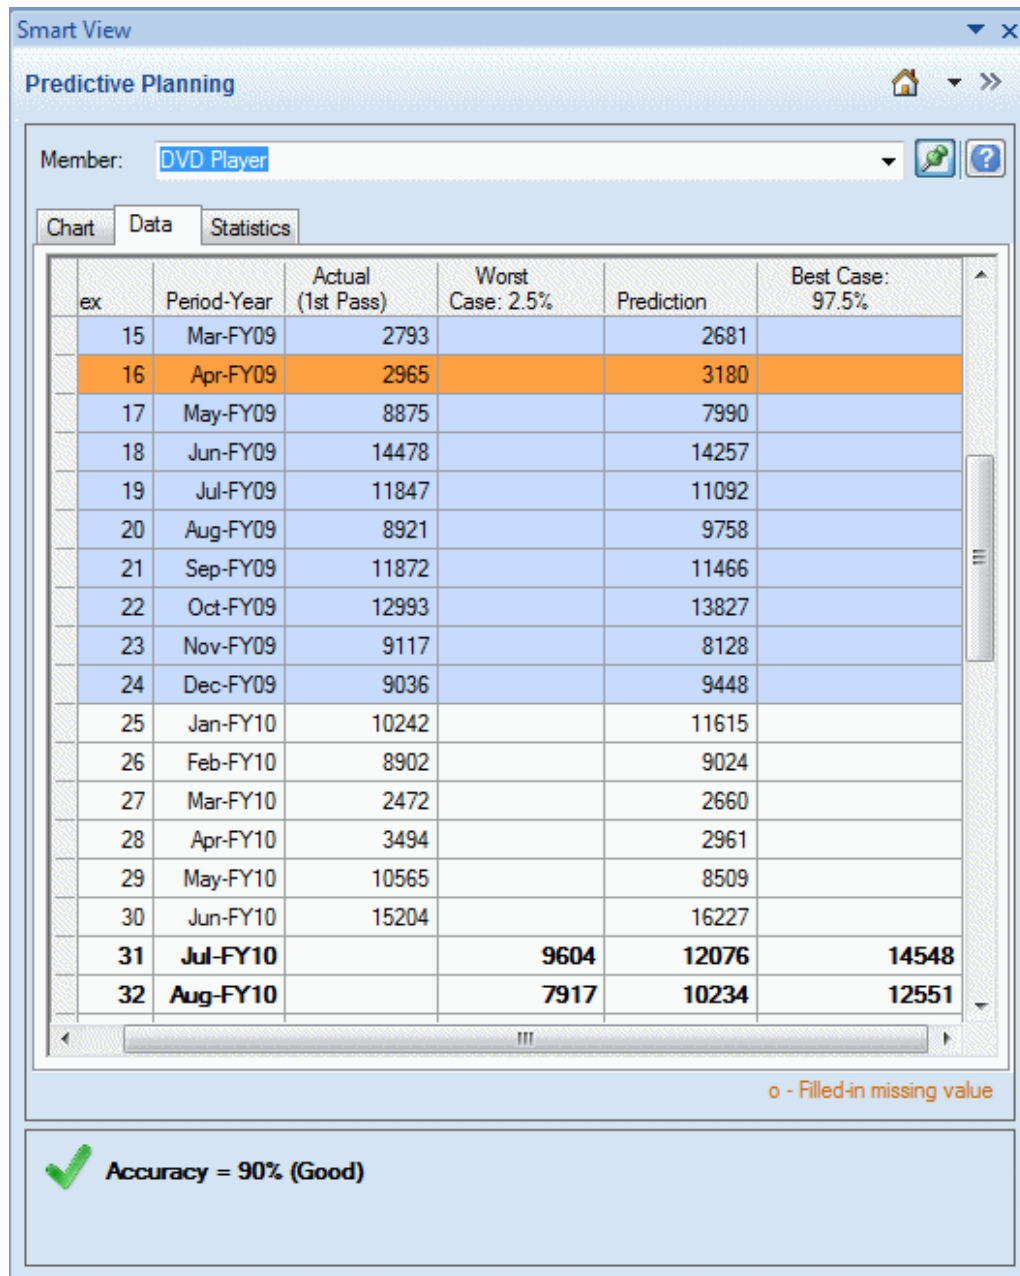 Smart View
Predictive Planning
Member: DVD Player
Chart Data Statistics
ex Period-Year Actual (1st Pass) Worst Case: 2.5% Prediction Best Case: 97.5%
15 Mar-FY09 2793 2681
16 Apr-FY09 2965 3180
17 May-FY09 8875 7990
18 Jun-FY09 14478 14257
19 Jul-FY09 11847 11092
20 Aug-FY09 8921 9758
21 Sep-FY09 11872 11466
22 Oct-FY09 12993 13827
23 Nov-FY09 9117 8128
24 Dec-FY09 9036 9448
25 Jan-FY10 10242 11615
26 Feb-FY10 8902 9024
27 Mar-FY10 2472 2660
28 Apr-FY10 3494 2961
29 May-FY10 10565 8509
30 Jun-FY10 15204 16227
31 Jul-FY10 9604 12076 14548
32 Aug-FY10 7917 10234 12551
o - Filled-in missing value
Accuracy = 90% (Good)